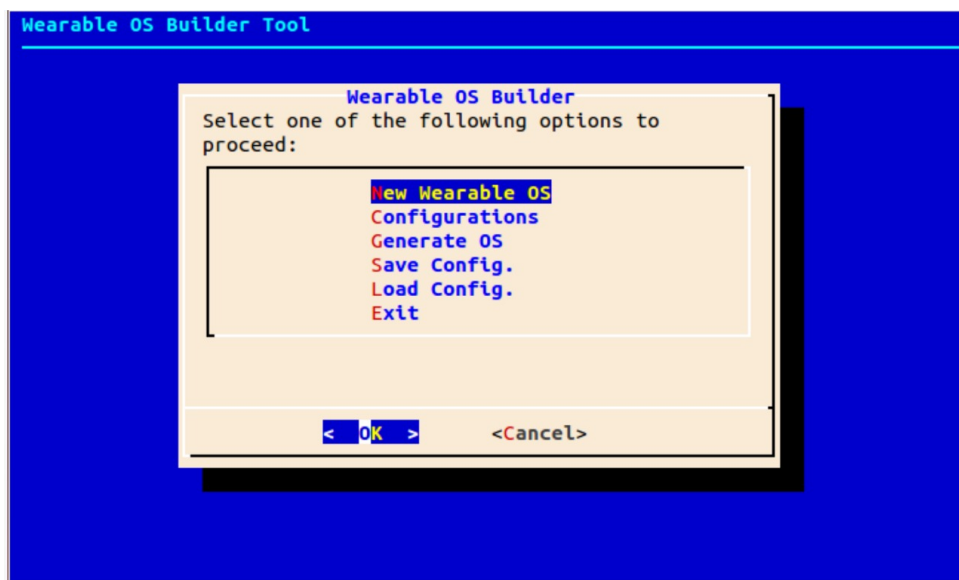 Wearable OS Builder Tool
Wearable OS Builder
Select one of the following options to
proceed:
New Wearable OS
Configurations
Generate OS
Save Config.
Load Config.
Exit
< OK > <Cancel>